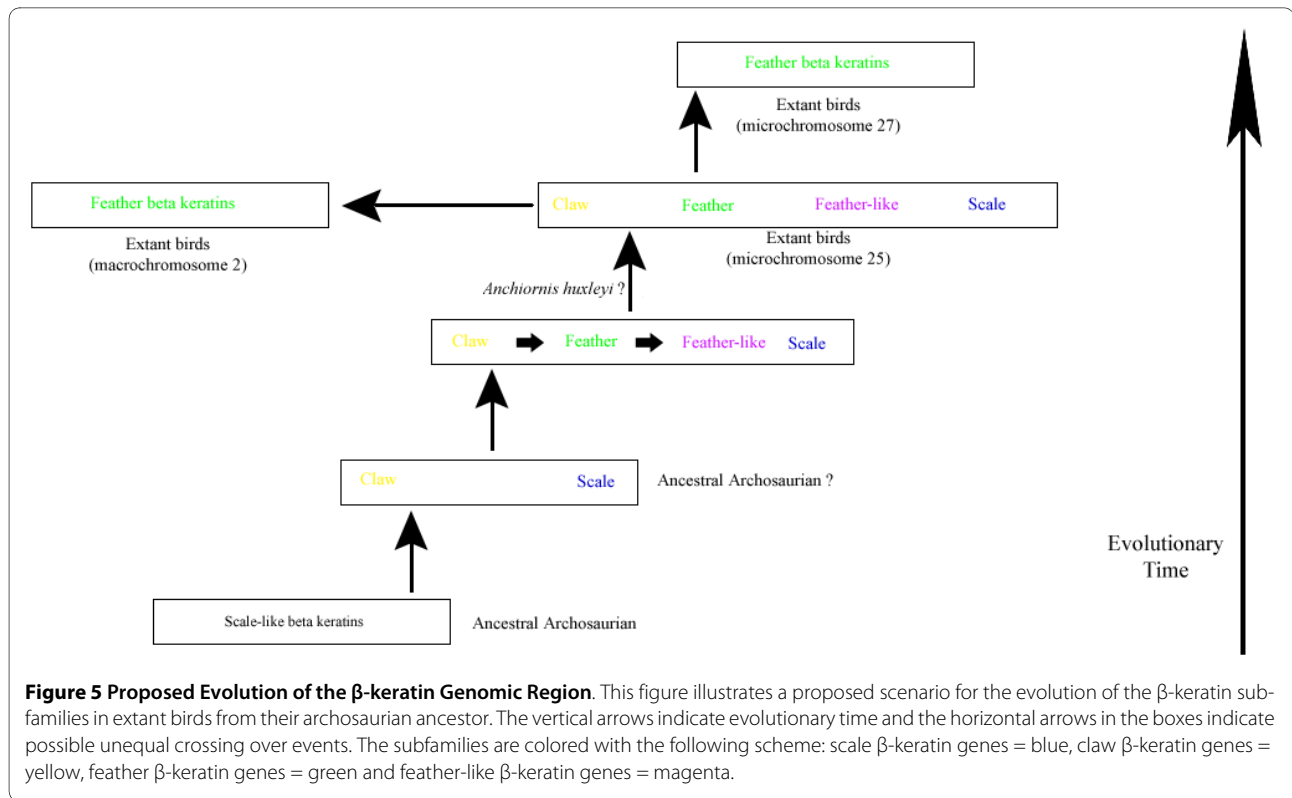 Feather beta keratins
Extant birds
(microchromosome 27)
Feather beta keratins
Extant birds
(macrochromosome 2)
Claw Feather Feather-like Scale
Extant birds
(microchromosome 25)
Anchiornis huxleyi ?
Claw Feather Feather-like Scale
Claw Scale
Ancestral Archosaurian ?
Evolutionary
Time
Scale-like beta keratins
Ancestral Archosaurian
Figure 5 Proposed Evolution of the β-keratin Genomic Region. This figure illustrates a proposed scenario for the evolution of the β-keratin sub-
families in extant birds from their archosaurian ancestor. The vertical arrows indicate evolutionary time and the horizontal arrows in the boxes indicate
possible unequal crossing over events. The subfamilies are colored with the following scheme: scale β-keratin genes = blue, claw β-keratin genes =
yellow, feather β-keratin genes = green and feather-like β-keratin genes = magenta.